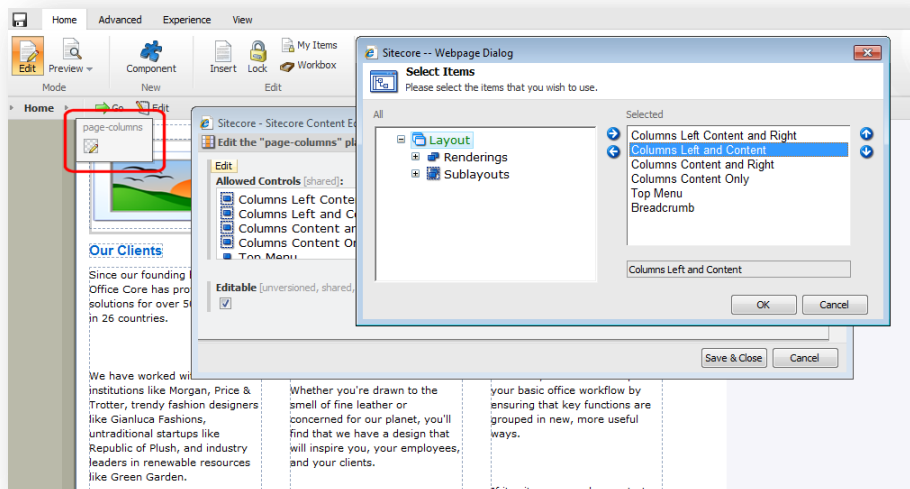 Home Advanced Experience View
Edit
Preview
Component
Insert
Lock
My Items
Workbox
Mode
New
Edit
Home
Go
Edit
page-columns
Sitecore -- Webpage Dialog
Select Items
Please select the items that you wish to use.
All
Layout
Renderings
Sublayouts
Selected
Columns Left Content and Right
Columns Left and Content
Columns Content and Right
Columns Content Only
Top Menu
Breadcrumb
Columns Left and Content
OK
Cancel
Sitecore - Sitecore Content Ed
Edit the "page-columns" pl
Edit
Allowed Controls [shared]:
Columns Left Conte
Columns Left and C
Columns Content an
Columns Content On
Top Menu
Editable [unversioned, shared,
Save & Close
Cancel
Our Clients
Since our founding
Office Core has pro
solutions for over 50
in 26 countries.
We have worked wi
institutions like Morgan, Price &
Trotter, trendy fashion designers
like Gianluca Fashions,
untraditional startups like
Republic of Plush, and industry
leaders in renewable resources
like Green Garden.
Whether you're drawn to the
smell of fine leather or
concerned for our planet, you'll
find that we have a design that
will inspire you, your employees,
and your clients.
your basic office workflow by
ensuring that key functions are
grouped in new, more useful
ways.